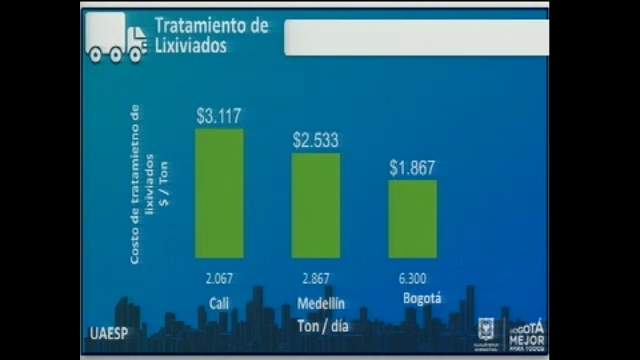 Tratamiento de
Lixiviados
Costo de tratamietno de
lixiviados
$ / Ton
$3.117
$2.533
$1.867
2.067
2.867
6.300
Cali
Medellín
Bogotá
Ton / día
UAESP
BOGOTÁ
MEJOR
PARA TODOS